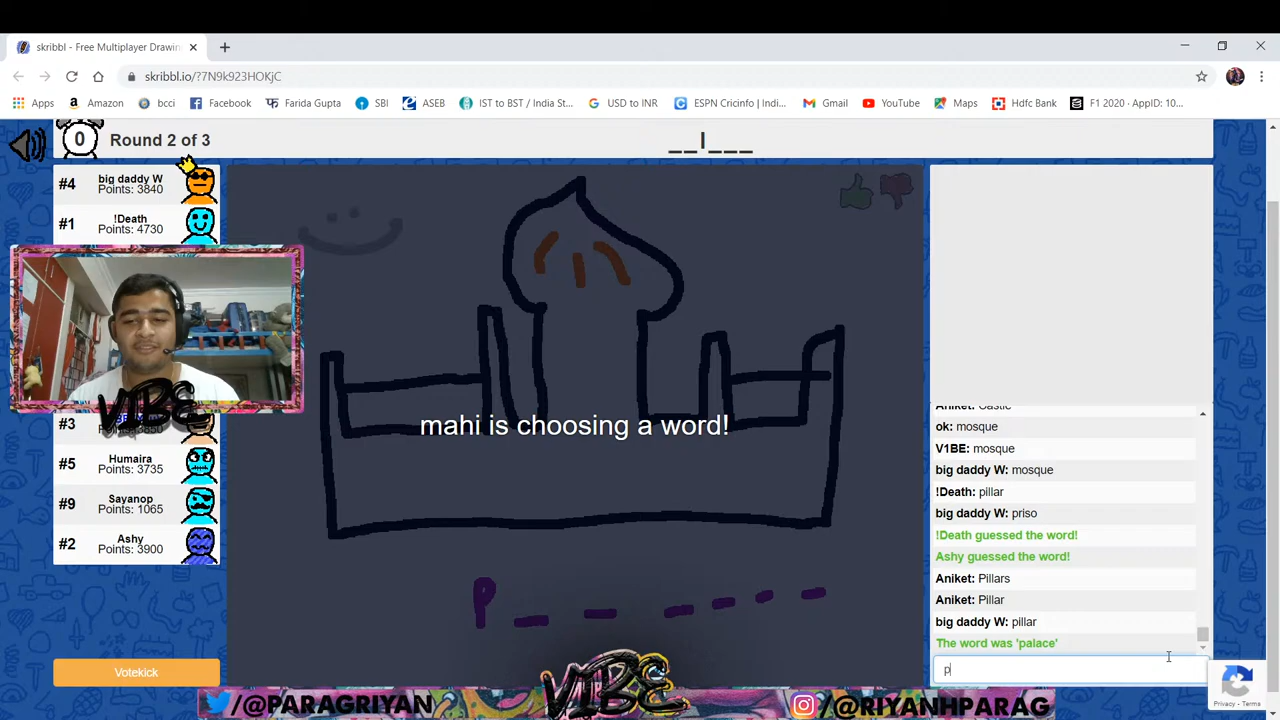 skribbl - Free Multiplayer Drawin
skribbl.io/?7N9k923HOKjC
Apps Amazon bcci Facebook Farida Gupta SBI ASEB IST to BST / India St... USD to INR ESPN Cricinfo | Indi... Gmail YouTube Maps Hdfc Bank F1 2020 - AppID: 10...
0 Round 2 of 3 __l___
#4 big daddy W
Points: 3840
#1 !Death
Points: 4730
#3
#5 Humaira
Points: 3735
#9 Sayanop
Points: 1065
#2 Ashy
Points: 3900
Votekick
mahi is choosing a word!
P
ok: mosque
V1BE: mosque
big daddy W: mosque
!Death: pillar
big daddy W: priso
!Death guessed the word!
Ashy guessed the word!
Aniket: Pillars
Aniket: Pillar
big daddy W: pillar
The word was 'palace'
p
Privacy - Terms
VIBE
VIBE
@PARAGRIYAN
@RIYANHPARAG